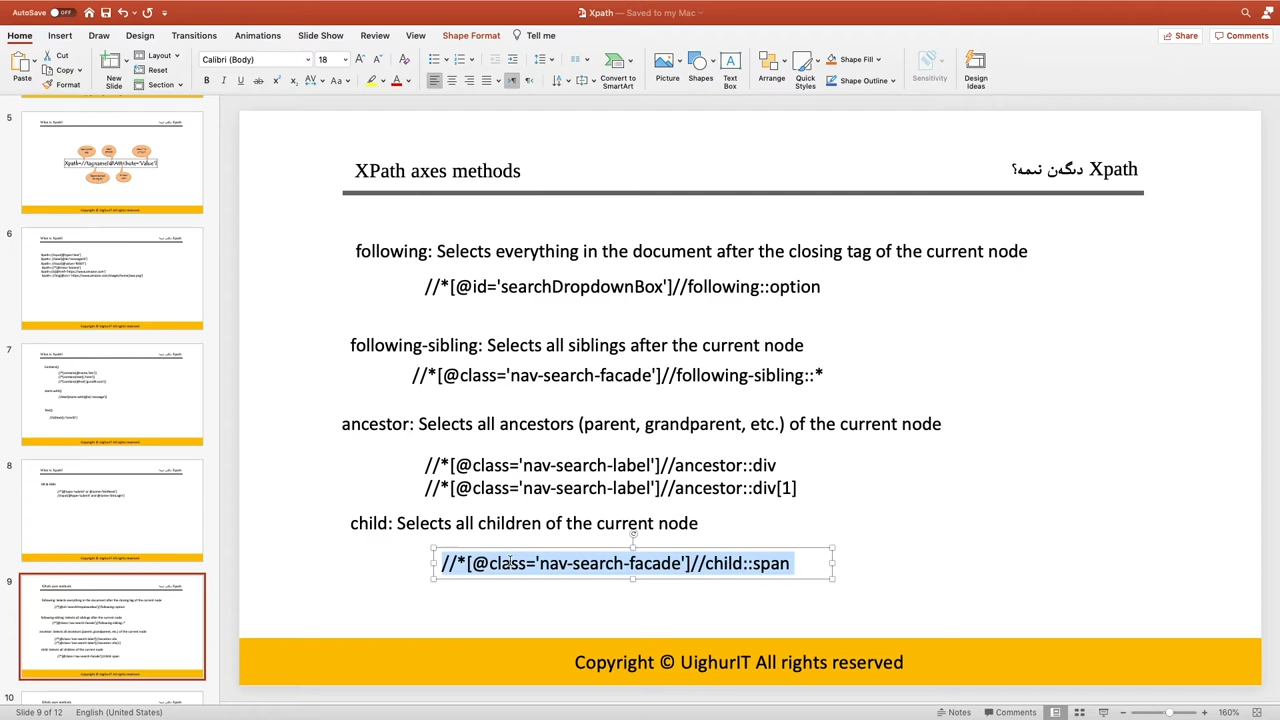 AutoSave OFF
Xpath — Saved to my Mac
Home Insert Draw Design Transitions Animations Slide Show Review View Shape Format Tell me
Share Comments
Paste
Cut
Copy
Format
New Slide
Layout
Reset
Section
Calibri (Body) 18
Convert to SmartArt
Picture
Shapes
Text Box
Arrange
Quick Styles
Shape Fill
Shape Outline
Sensitivity
Design Ideas
5
6
7
8
9
10
XPath axes methods
Xpath دىگەن نىمە؟
following: Selects everything in the document after the closing tag of the current node
//*[@id='searchDropdownBox']//following::option
following-sibling: Selects all siblings after the current node
//*[@class='nav-search-facade']//following-sibling::*
ancestor: Selects all ancestors (parent, grandparent, etc.) of the current node
//*[@class='nav-search-label']//ancestor::div
//*[@class='nav-search-label']//ancestor::div[1]
child: Selects all children of the current node
//*[@class='nav-search-facade']//child::span
Copyright © UighurIT All rights reserved
Slide 9 of 12 English (United States)
Notes Comments 160%